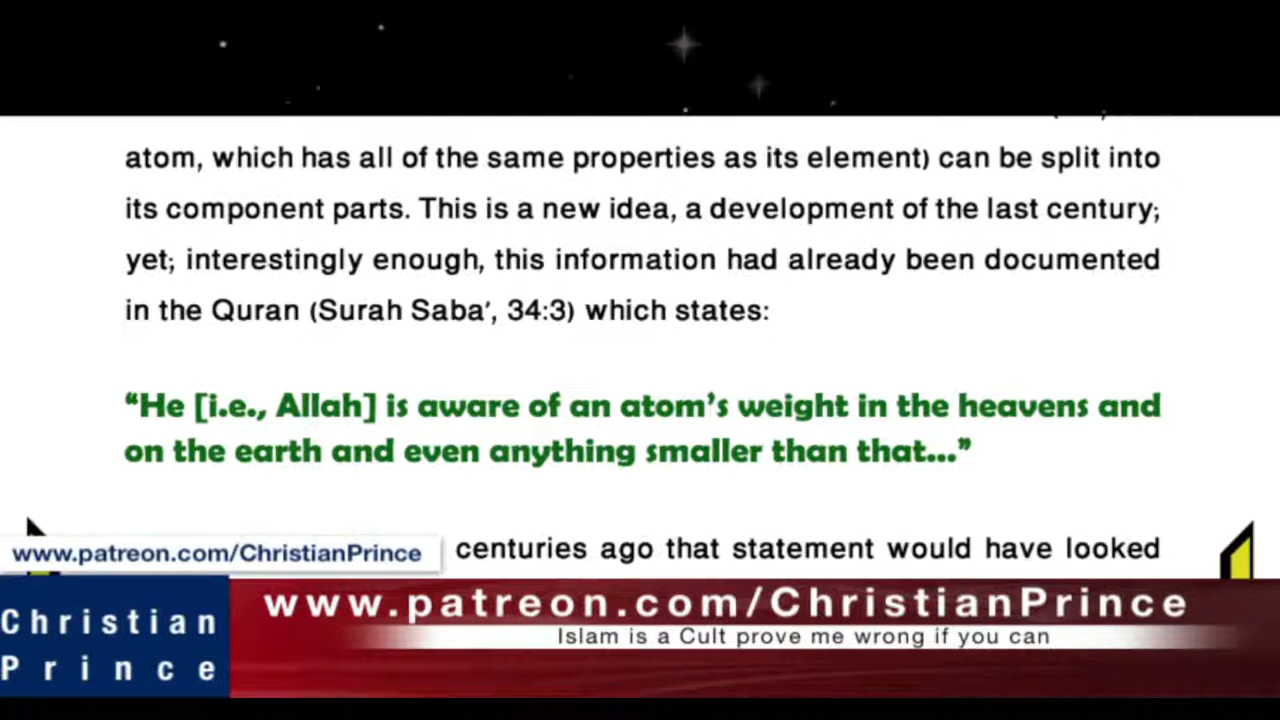 atom, which has all of the same properties as its element) can be split into
its component parts. This is a new idea, a development of the last century;
yet; interestingly enough, this information had already been documented
in the Quran (Surah Saba’, 34:3) which states:
“He [i.e., Allah] is aware of an atom’s weight in the heavens and
on the earth and even anything smaller than that...”
centuries ago that statement would have looked
www.patreon.com/ChristianPrince
www.patreon.com/ChristianPrince
Islam is a Cult prove me wrong if you can
Christian
Prince